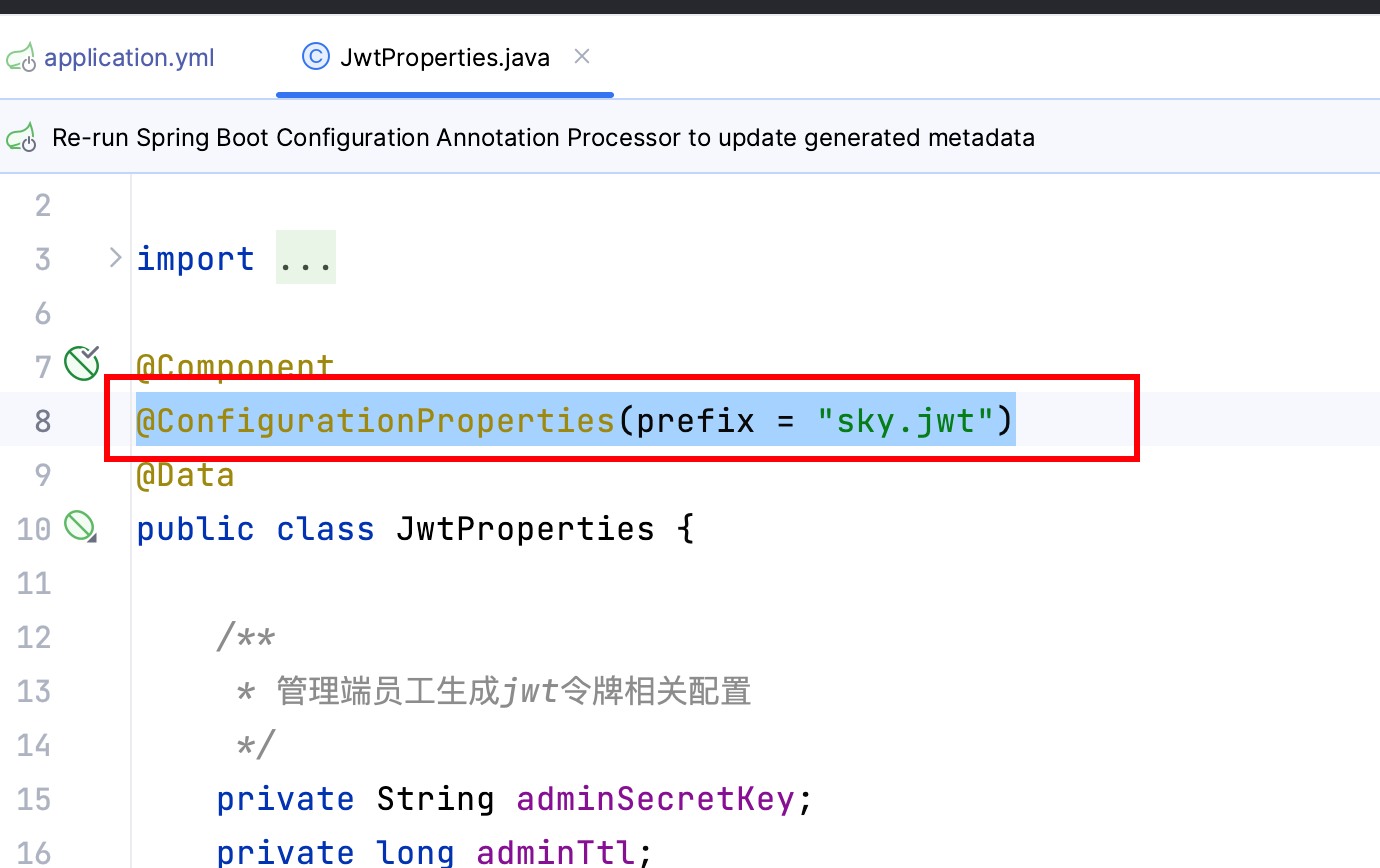 application.yml JwtProperties.java
Re-run Spring Boot Configuration Annotation Processor to update generated metadata
2
3 import ...
6
7 @Component
8 @ConfigurationProperties(prefix = "sky.jwt")
9 @Data
10 public class JwtProperties {
11
12 /**
13 * 管理端员工生成jwt令牌相关配置
14 */
15 private String adminSecretKey;
16 private long adminTtl;